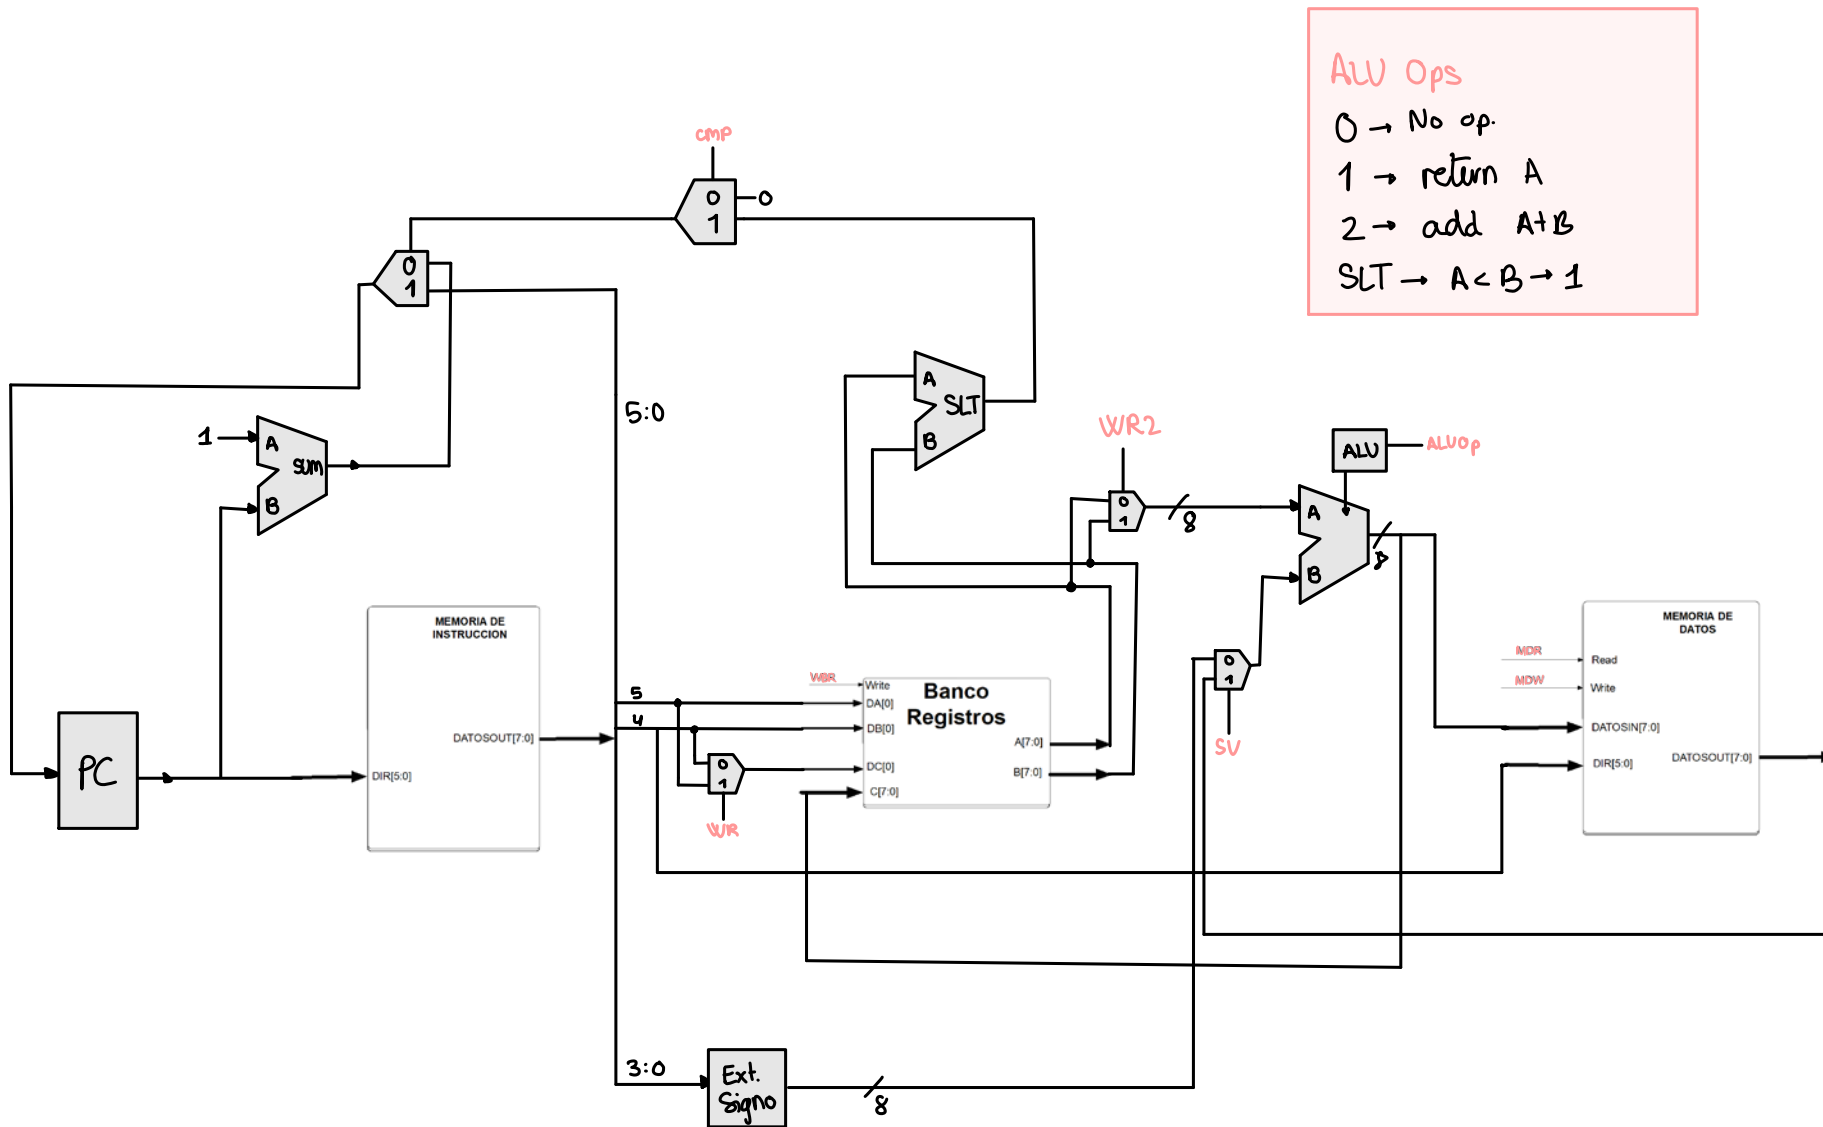 ALU Ops
0 → No op.
1 → return A
2 → add A+B
SLT → A < B → 1
cmp
0
1
0
0
1
5:0
1
A
SUM
B
A
SLT
B
WR2
0
1
8
ALU
ALUOp
A
B
8
MEMORIA DE
INSTRUCCION
DATOSOUT[7:0]
DIR[5:0]
PC
5
4
0
1
WR
WBR
Write
Banco
Registros
DA[0]
DB[0]
DC[0]
C[7:0]
A[7:0]
B[7:0]
0
1
SV
MEMORIA DE
DATOS
MDR
Read
MDW
Write
DATOSIN[7:0]
DIR[5:0]
DATOSOUT[7:0]
3:0
Ext.
Signo
8